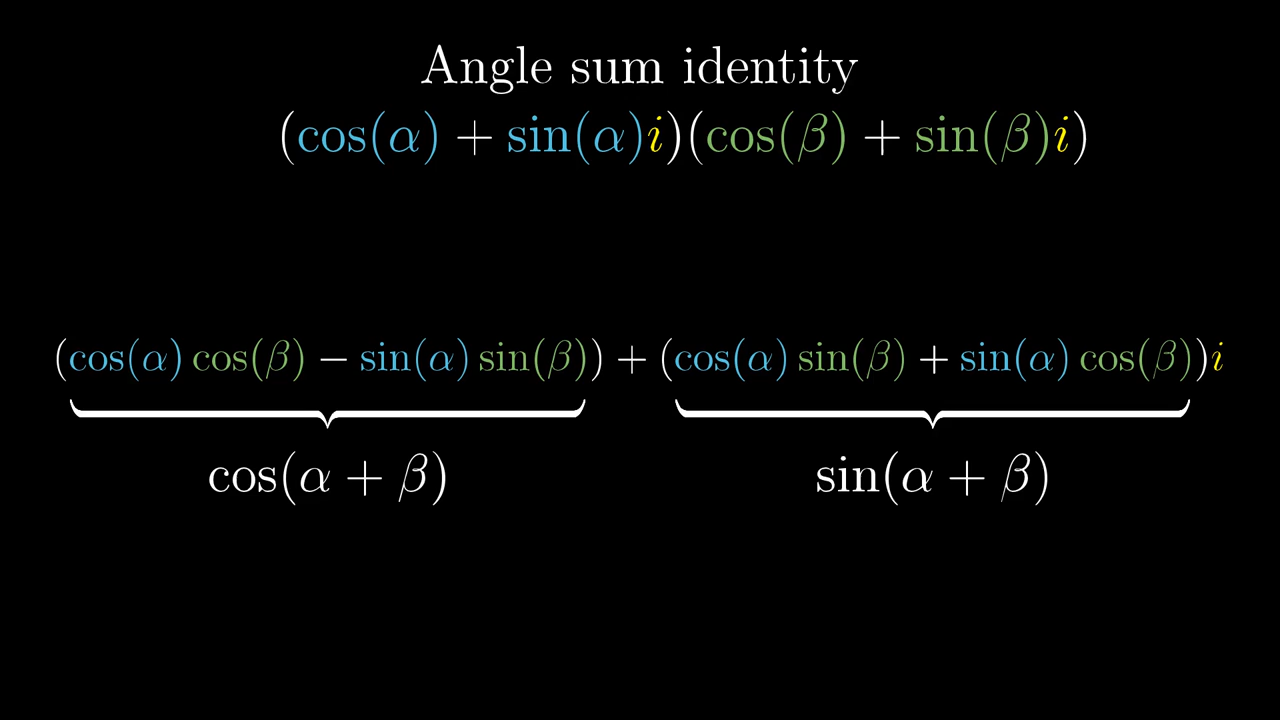 Angle sum identity
(cos(α) + sin(α)i)(cos(β) + sin(β)i)
(cos(α) cos(β) − sin(α) sin(β)) + (cos(α) sin(β) + sin(α) cos(β))i
cos(α + β) sin(α + β)